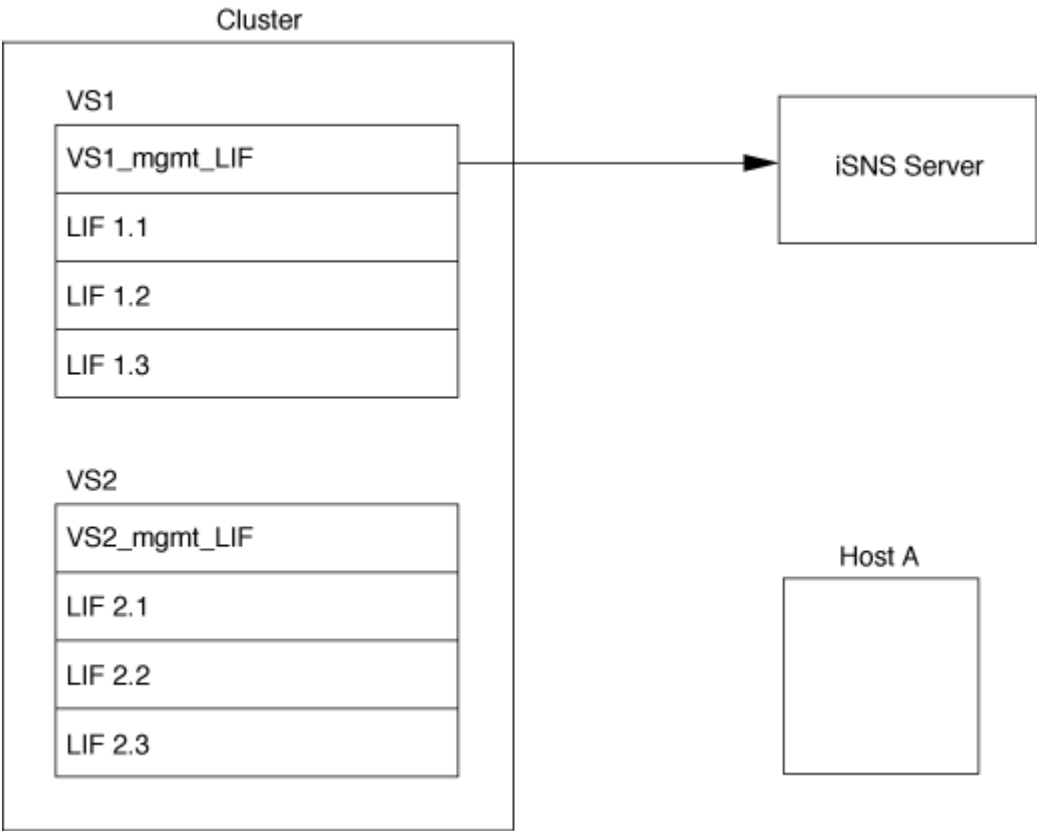 Cluster
VS1
VS1_mgmt_LIF
LIF 1.1
LIF 1.2
LIF 1.3
iSNS Server
VS2
VS2_mgmt_LIF
LIF 2.1
LIF 2.2
LIF 2.3
Host A